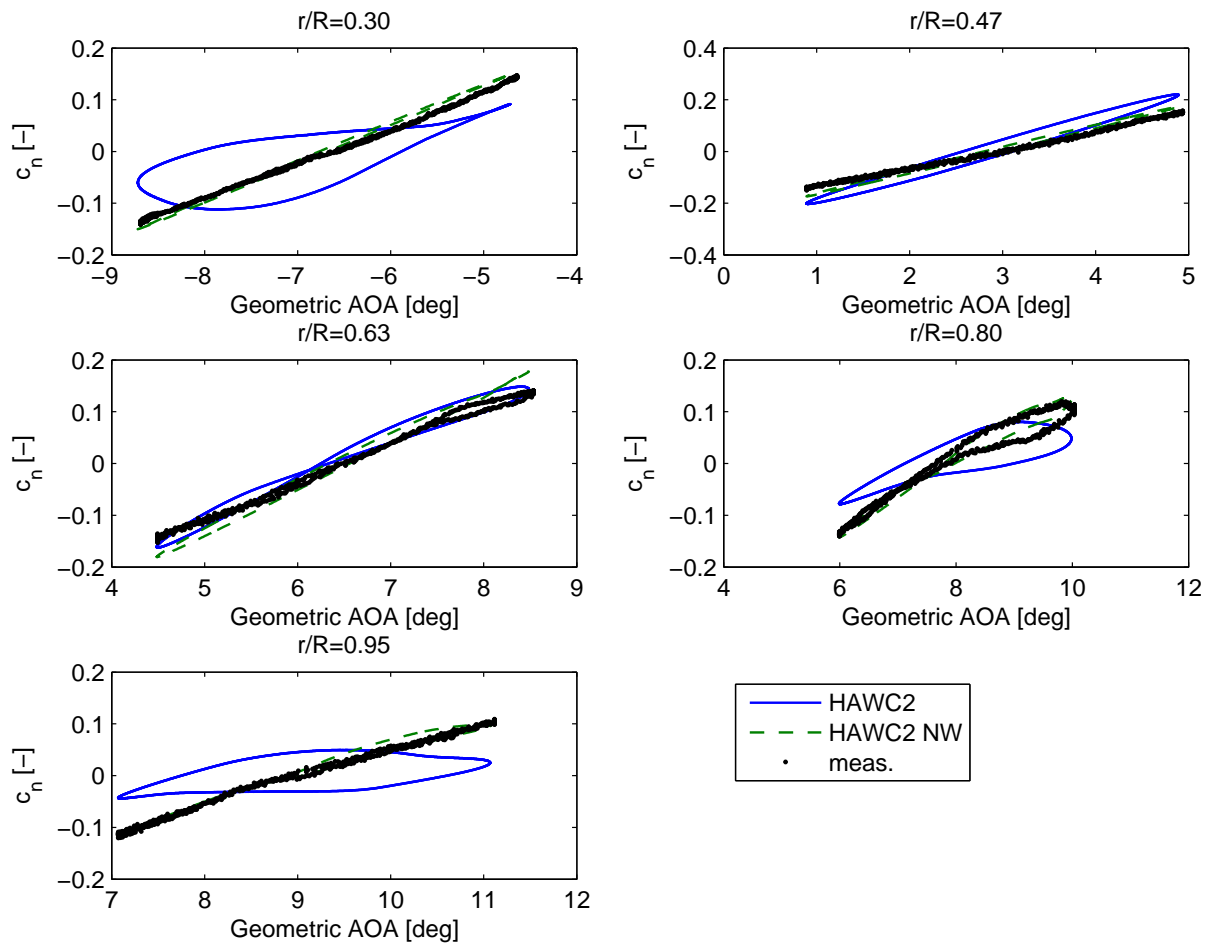 r/R=0.30
0.2
0.1
0
−0.1
−0.2
c_n [−]
−9 −8 −7 −6 −5 −4
Geometric AOA [deg]
r/R=0.47
0.4
0.2
0
−0.2
−0.4
c_n [−]
0 1 2 3 4 5
Geometric AOA [deg]
r/R=0.63
0.2
0.1
0
−0.1
−0.2
c_n [−]
4 5 6 7 8 9
Geometric AOA [deg]
r/R=0.80
0.2
0.1
0
−0.1
−0.2
c_n [−]
4 6 8 10 12
Geometric AOA [deg]
r/R=0.95
0.2
0.1
0
−0.1
−0.2
c_n [−]
7 8 9 10 11 12
Geometric AOA [deg]
HAWC2
HAWC2 NW
meas.